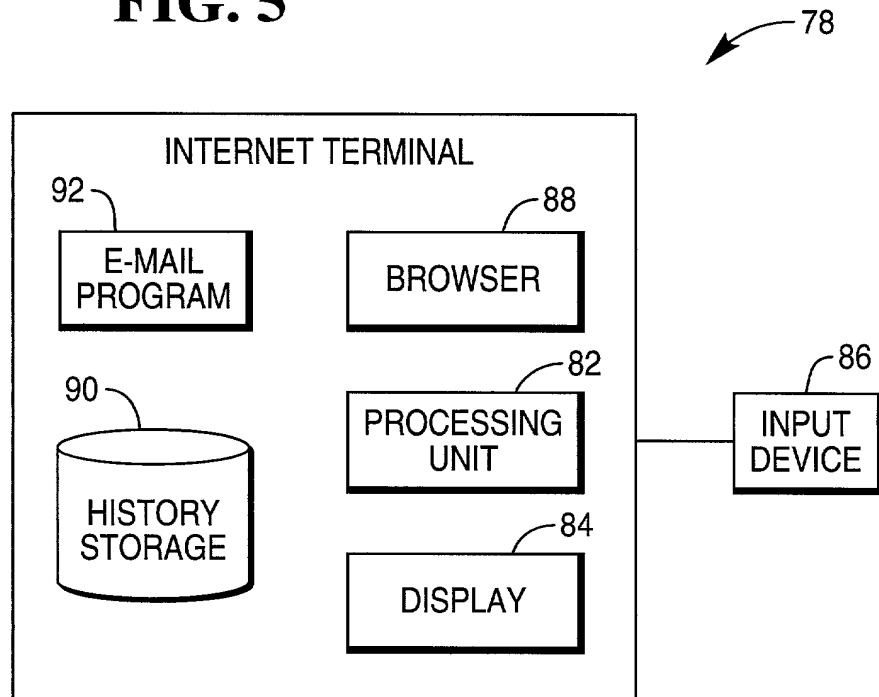 FIG. 5
78
INTERNET TERMINAL
92
E-MAIL
PROGRAM
88
BROWSER
90
HISTORY
STORAGE
82
PROCESSING
UNIT
84
DISPLAY
86
INPUT
DEVICE